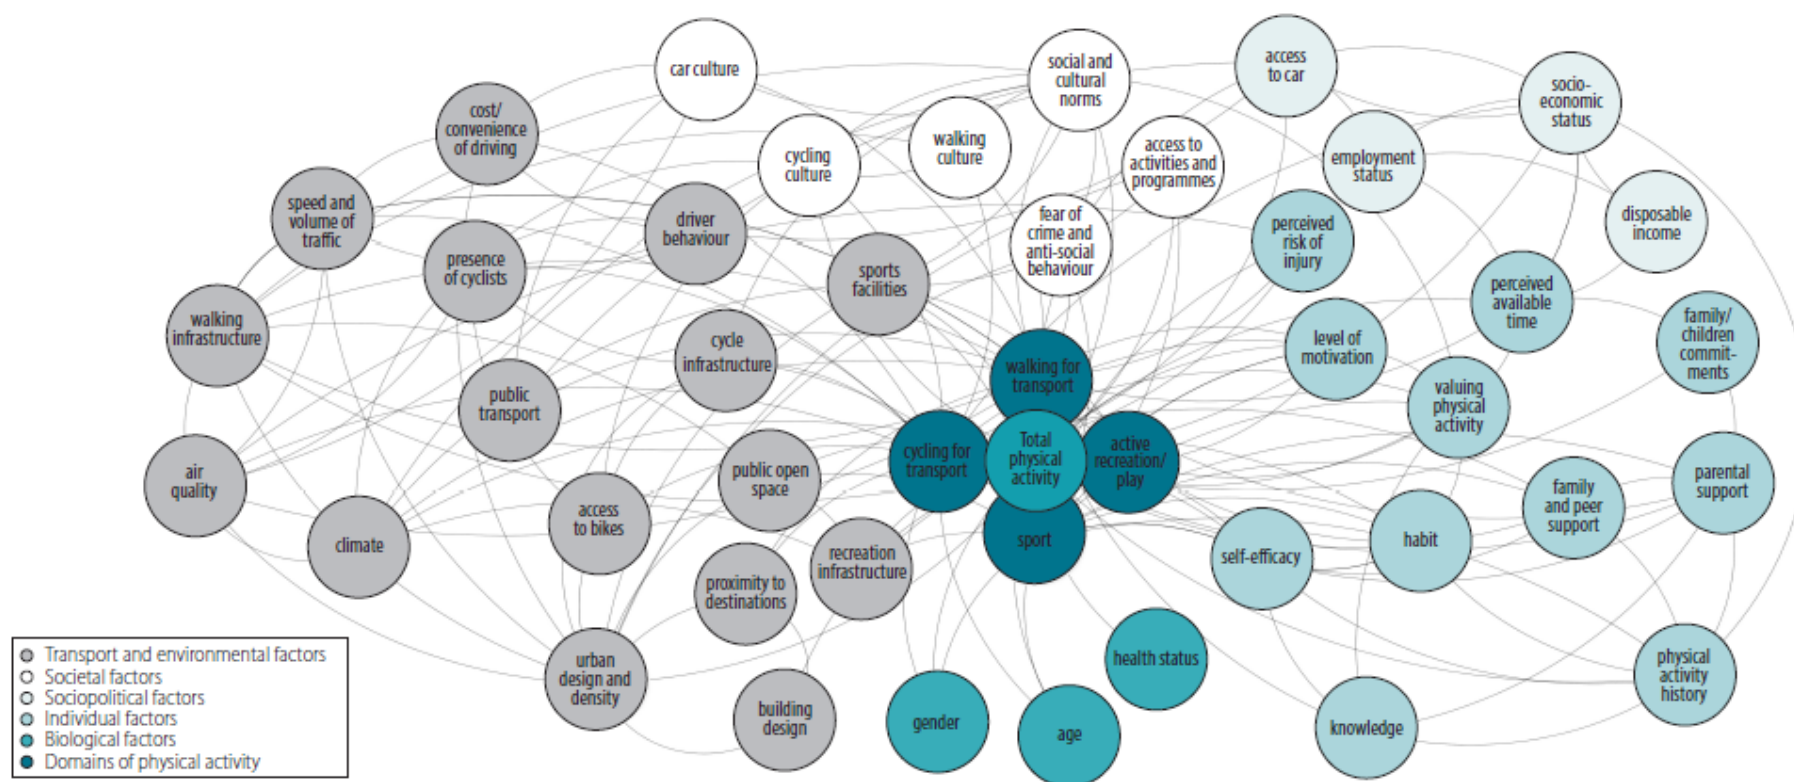 car culture
social and
cultural
norms
access
to car
socio-
economic
status
cost/
convenience
of driving
cycling
culture
walking
culture
access to
activities and
programmes
employment
status
speed and
volume of
traffic
driver
behaviour
fear of
crime and
anti-social
behaviour
perceived
risk of
injury
disposable
income
presence
of cyclists
sports
facilities
perceived
available
time
walking
infrastructure
cycle
infrastructure
level of
motivation
family/
children
commit-
ments
public
transport
walking for
transport
valuing
physical
activity
air
quality
public open
space
cycling for
transport
Total
physical
activity
active
recreation/
play
family
and peer
support
parental
support
climate
access
to bikes
recreation
infrastructure
sport
self-efficacy
habit
proximity to
destinations
urban
design and
density
building
design
gender
age
health status
knowledge
physical
activity
history
Transport and environmental factors
Societal factors
Sociopolitical factors
Individual factors
Biological factors
Domains of physical activity